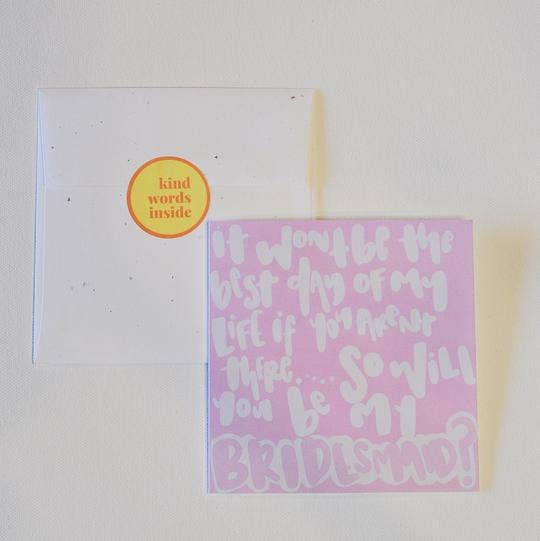 kind
words
inside
It won't be the
best day of my
life if you arent
there.... So will
you be my
BRIDESMAID?